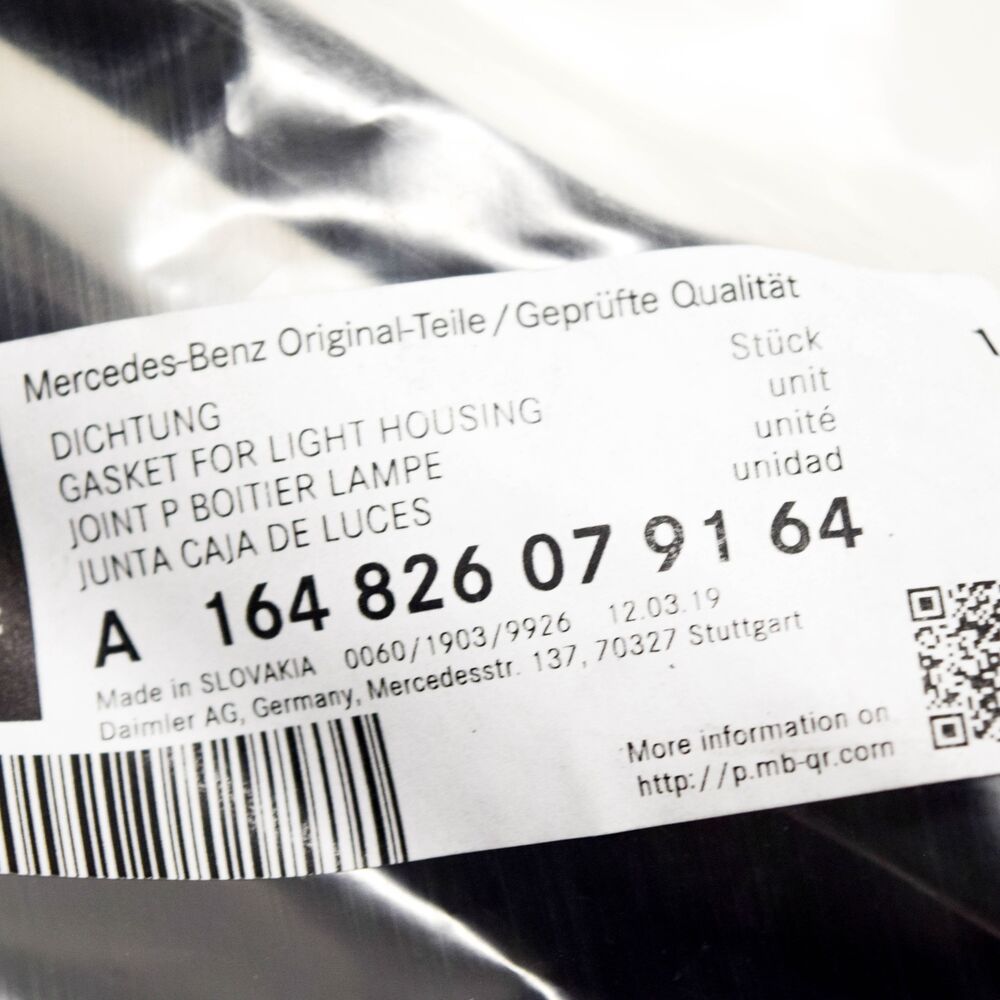 Mercedes-Benz Original-Teile/Geprüfte Qualität
DICHTUNG
GASKET FOR LIGHT HOUSING
JOINT P BOITIER LAMPE
JUNTA CAJA DE LUCES
Stück
unit
unité
unidad
A 164 826 07 91 64
Made in SLOVAKIA 0060/1903/9926 12.03.19
Daimler AG, Germany, Mercedesstr. 137, 70327 Stuttgart
More information on
http://p.mb-qr.com